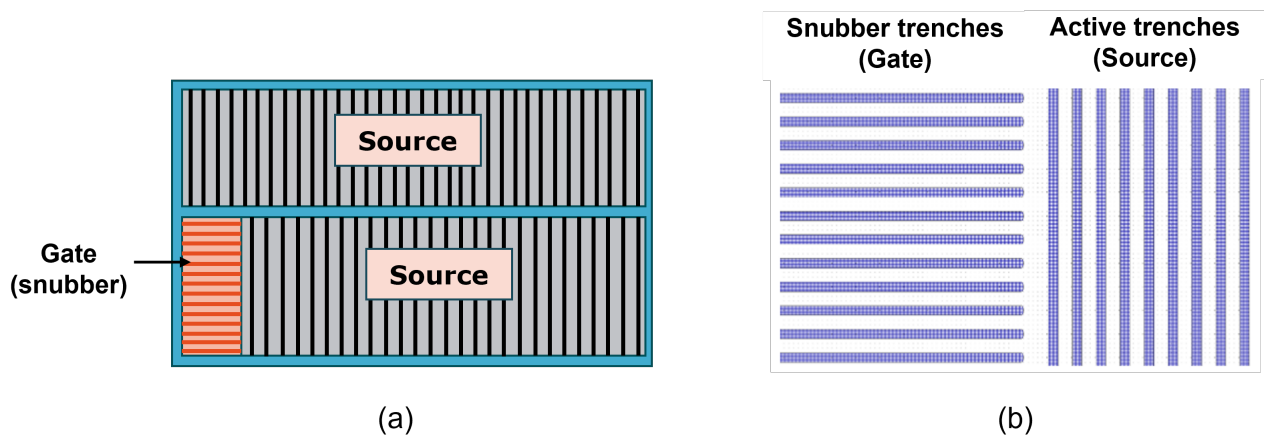 Source
Source
Gate
(snubber)
(a)
Snubber trenches
(Gate)
Active trenches
(Source)
(b)